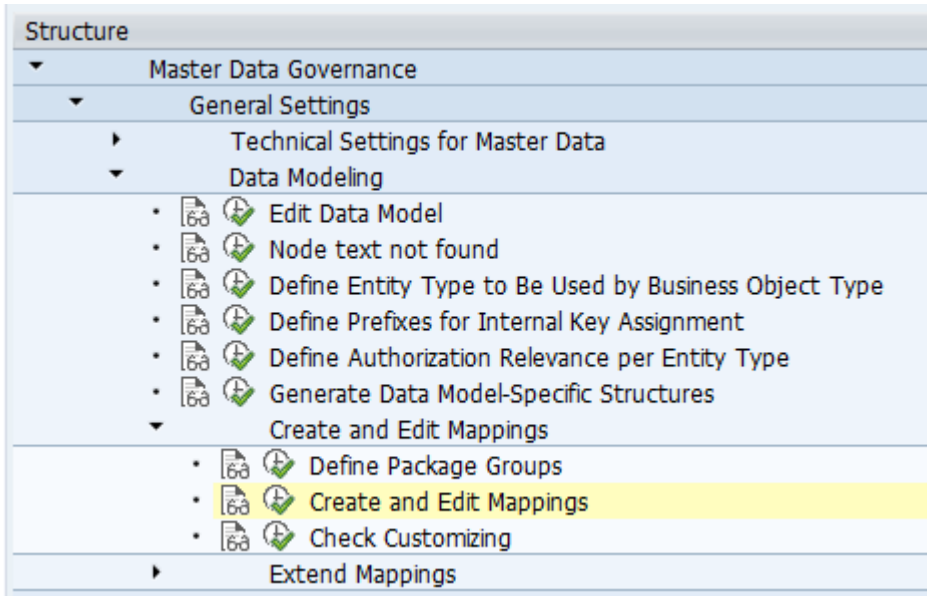 Structure
Master Data Governance
General Settings
Technical Settings for Master Data
Data Modeling
Edit Data Model
Node text not found
Define Entity Type to Be Used by Business Object Type
Define Prefixes for Internal Key Assignment
Define Authorization Relevance per Entity Type
Generate Data Model-Specific Structures
Create and Edit Mappings
Define Package Groups
Create and Edit Mappings
Check Customizing
Extend Mappings